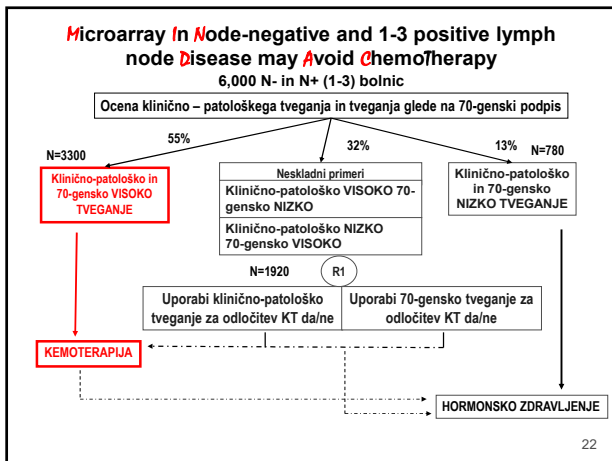 Microarray In Node-negative and 1-3 positive lymph
node Disease may Avoid ChemoTherapy
6,000 N- in N+ (1-3) bolnic
Ocena klinično – patološkega tveganja in tveganja glede na 70-genski podpis
55%
32%
13%
N=3300
N=780
Klinično-patološko in
70-gensko VISOKO
TVEGANJE
Neskladni primeri
Klinično-patološko VISOKO 70-
gensko NIZKO
Klinično-patološko NIZKO
70-gensko VISOKO
Klinično-patološko
in 70-gensko
NIZKO TVEGANJE
N=1920
R1
Uporabi klinično-patološko
tveganje za odločitev KT da/ne
Uporabi 70-gensko tveganje za
odločitev KT da/ne
KEMOTERAPIJA
HORMONSKO ZDRAVLJENJE
22